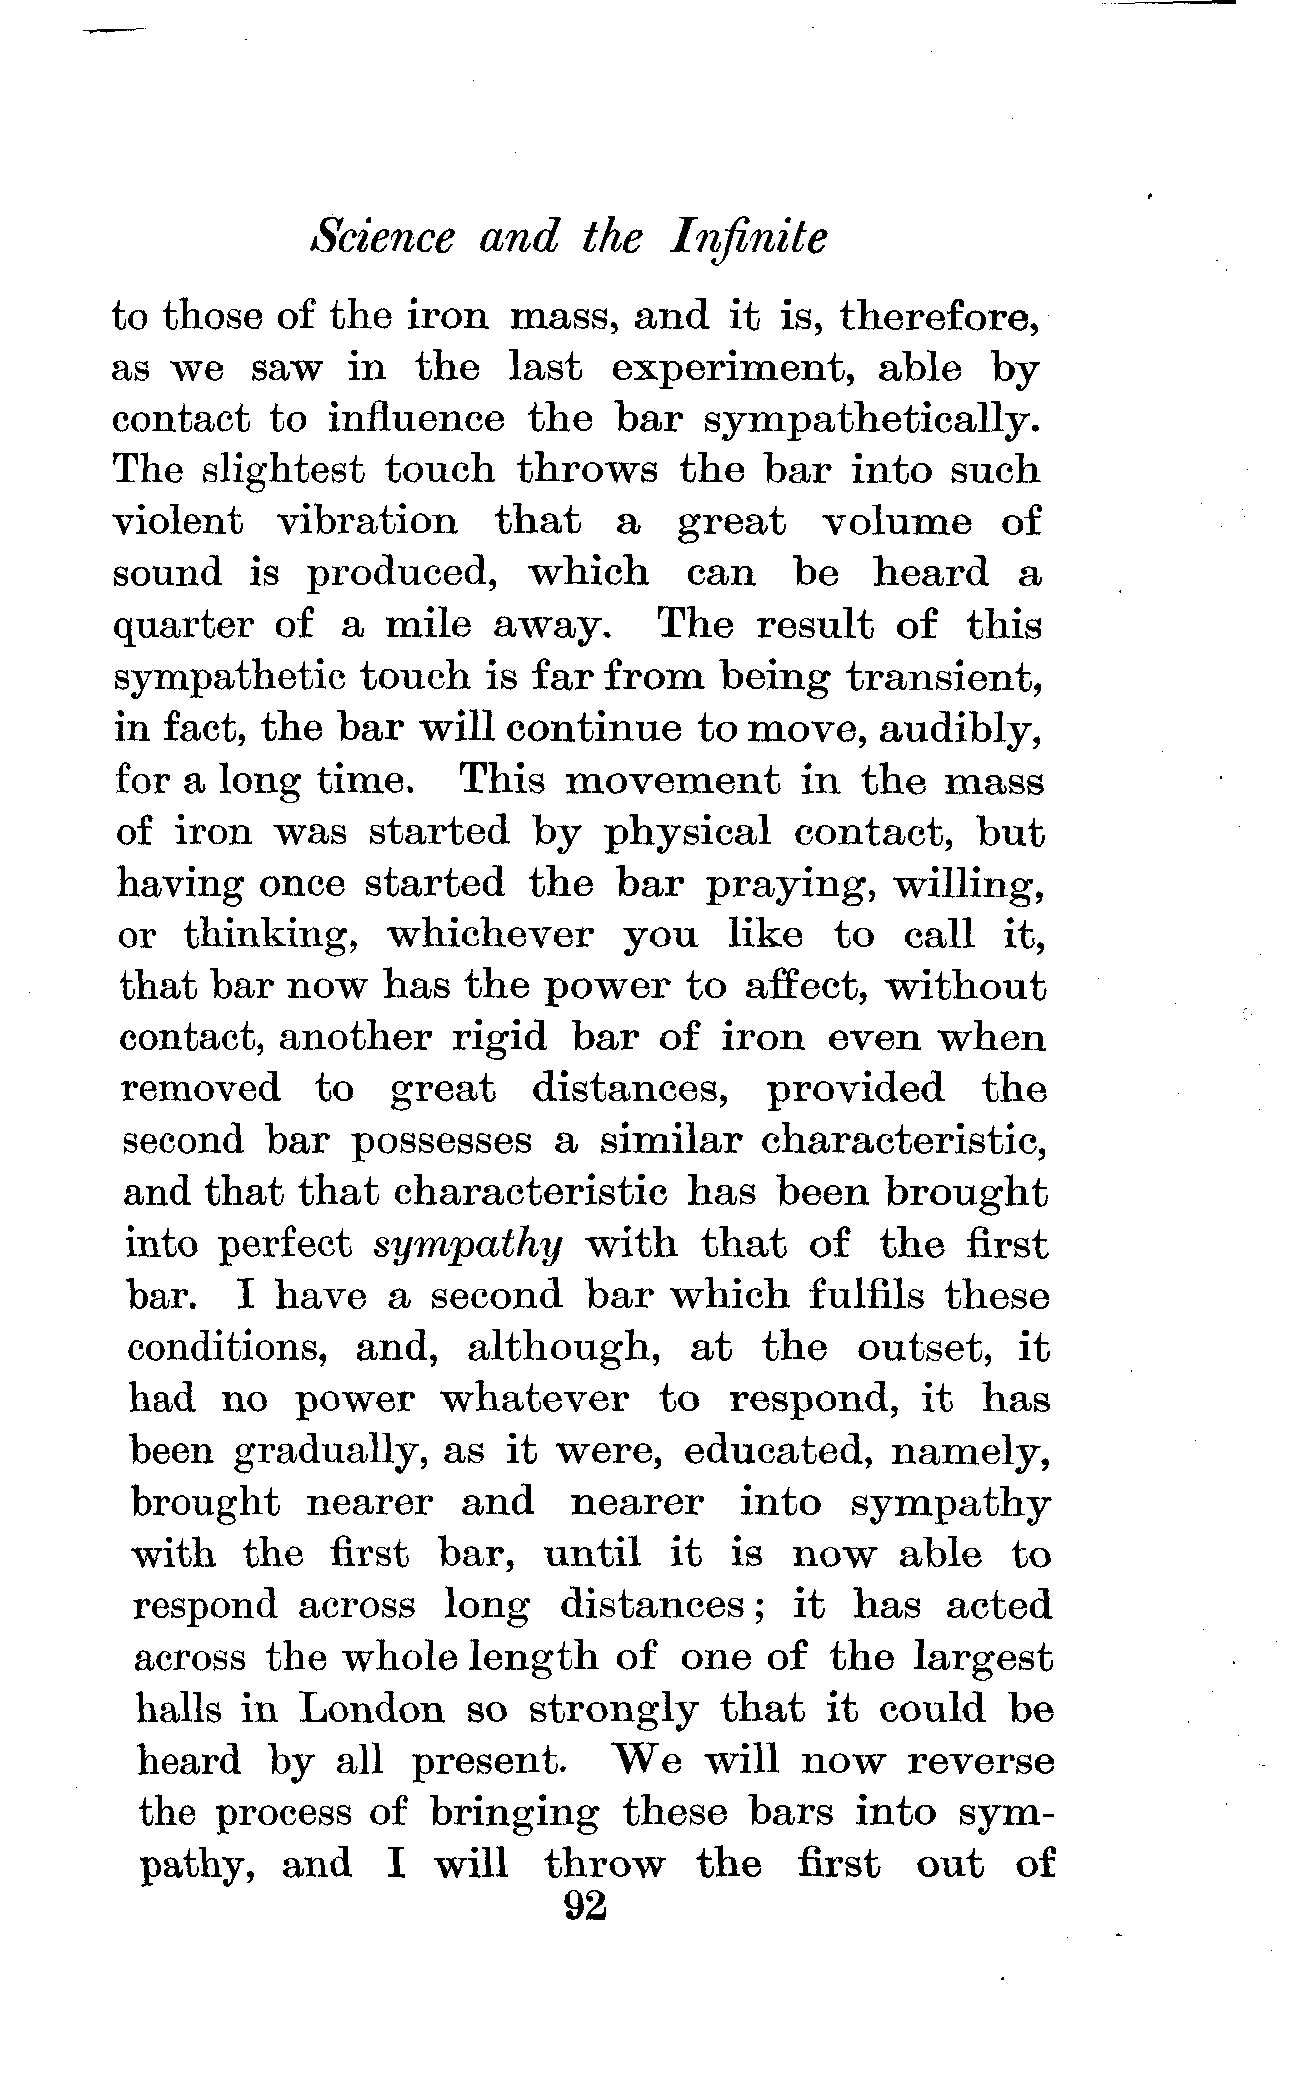 Science and the Infinite
to those of the iron mass, and it is, therefore,
as we saw in the last experiment, able by
contact to influence the bar sympathetically.
The slightest touch throws the bar into such
violent vibration that a great volume of
sound is produced, which can be heard a
quarter of a mile away. The result of this
sympathetic touch is far from being transient,
in fact, the bar will continue to move, audibly,
for a long time. This movement in the mass
of iron was started by physical contact, but
having once started the bar praying, willing,
or thinking, whichever you like to call it,
that bar now has the power to affect, without
contact, another rigid bar of iron even when
removed to great distances, provided the
second bar possesses a similar characteristic,
and that that characteristic has been brought
into perfect sympathy with that of the first
bar. I have a second bar which fulfils these
conditions, and, although, at the outset, it
had no power whatever to respond, it has
been gradually, as it were, educated, namely,
brought nearer and nearer into sympathy
with the first bar, until it is now able to
respond across long distances; it has acted
across the whole length of one of the largest
halls in London so strongly that it could be
heard by all present. We will now reverse
the process of bringing these bars into sym-
pathy, and I will throw the first out of
92